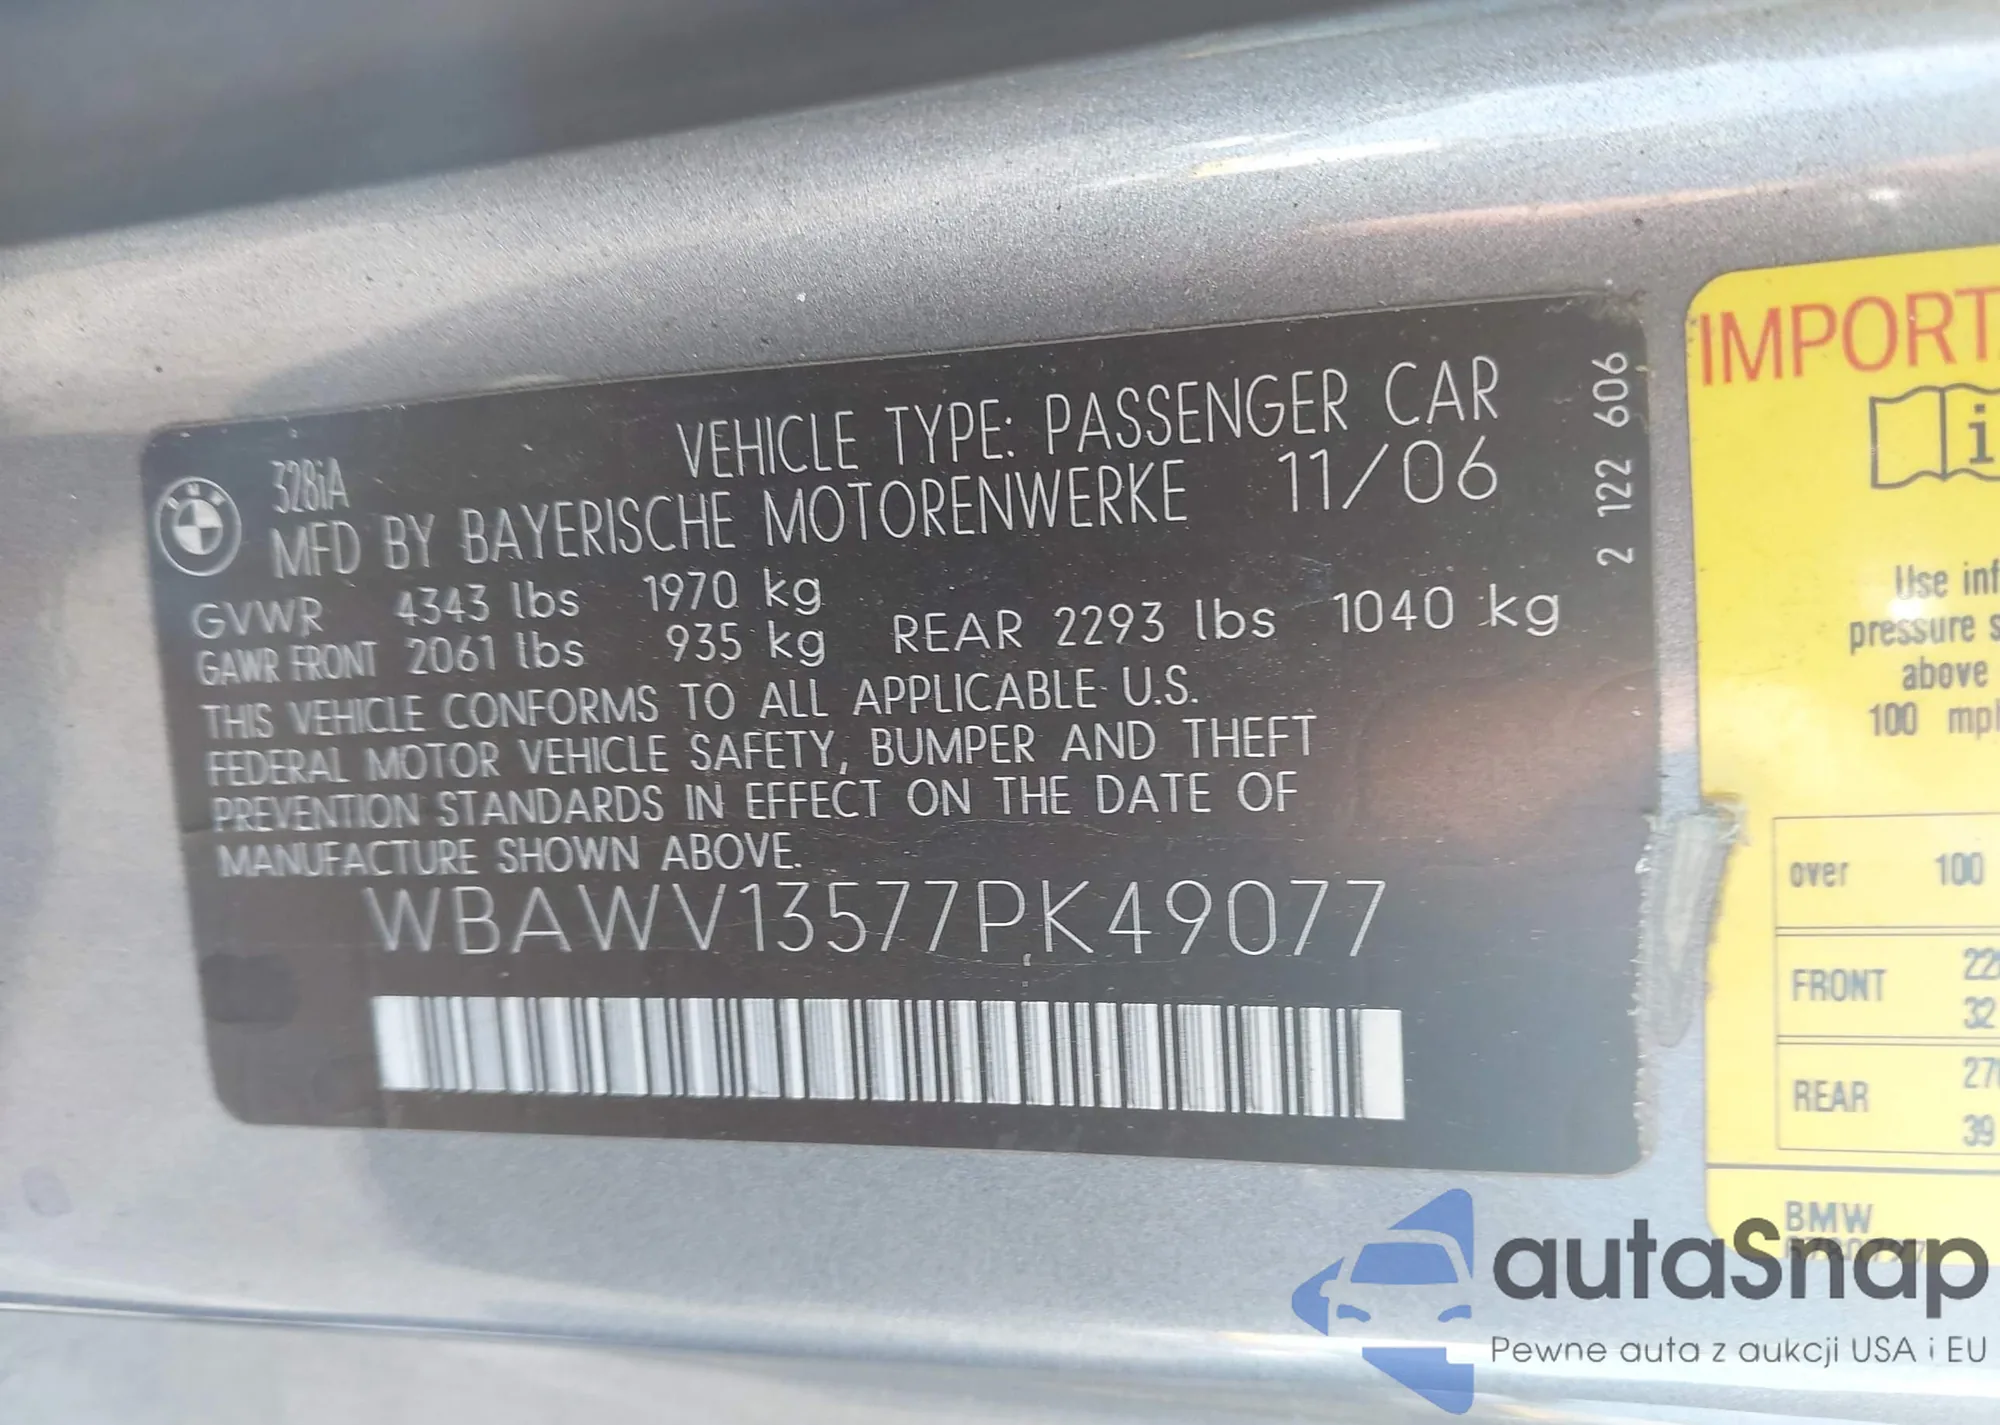 328iA
VEHICLE TYPE: PASSENGER CAR
MFD BY BAYERISCHE MOTORENWERKE 11/06
GVWR 4343 lbs 1970 kg
GAWR FRONT 2061 lbs 935 kg REAR 2293 lbs 1040 kg
THIS VEHICLE CONFORMS TO ALL APPLICABLE U.S.
FEDERAL MOTOR VEHICLE SAFETY, BUMPER AND THEFT
PREVENTION STANDARDS IN EFFECT ON THE DATE OF
MANUFACTURE SHOWN ABOVE.
WBAWV13577PK49077
2 122 606
i
Use
pressure
above
100
over 100
FRONT
32
REAR
39
BMW
autaSnap
Pewne auta z aukcji USA i EU